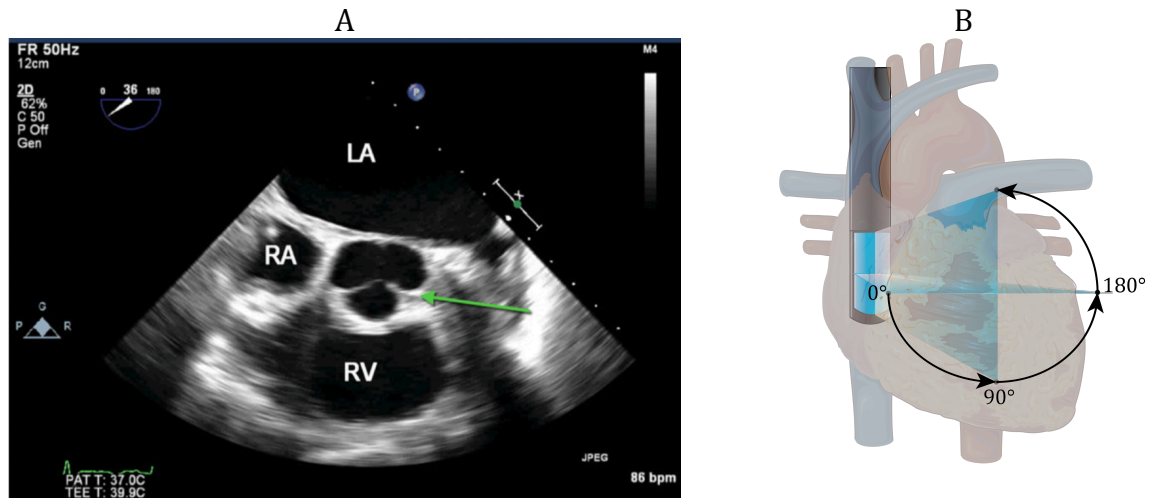 A
B
FR 50Hz
12cm
M4
2D
62%
C 50
P Off
Gen
0 36 180
P
LA
x
RA
G
P R
RV
JPEG
PAT T: 37.0C
TEE T: 39.9C
86 bpm
0°
180°
90°